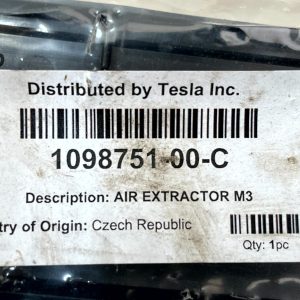 Distributed by Tesla Inc.
1098751-00-C
Description: AIR EXTRACTOR M3
try of Origin: Czech Republic
Qty: 1pc